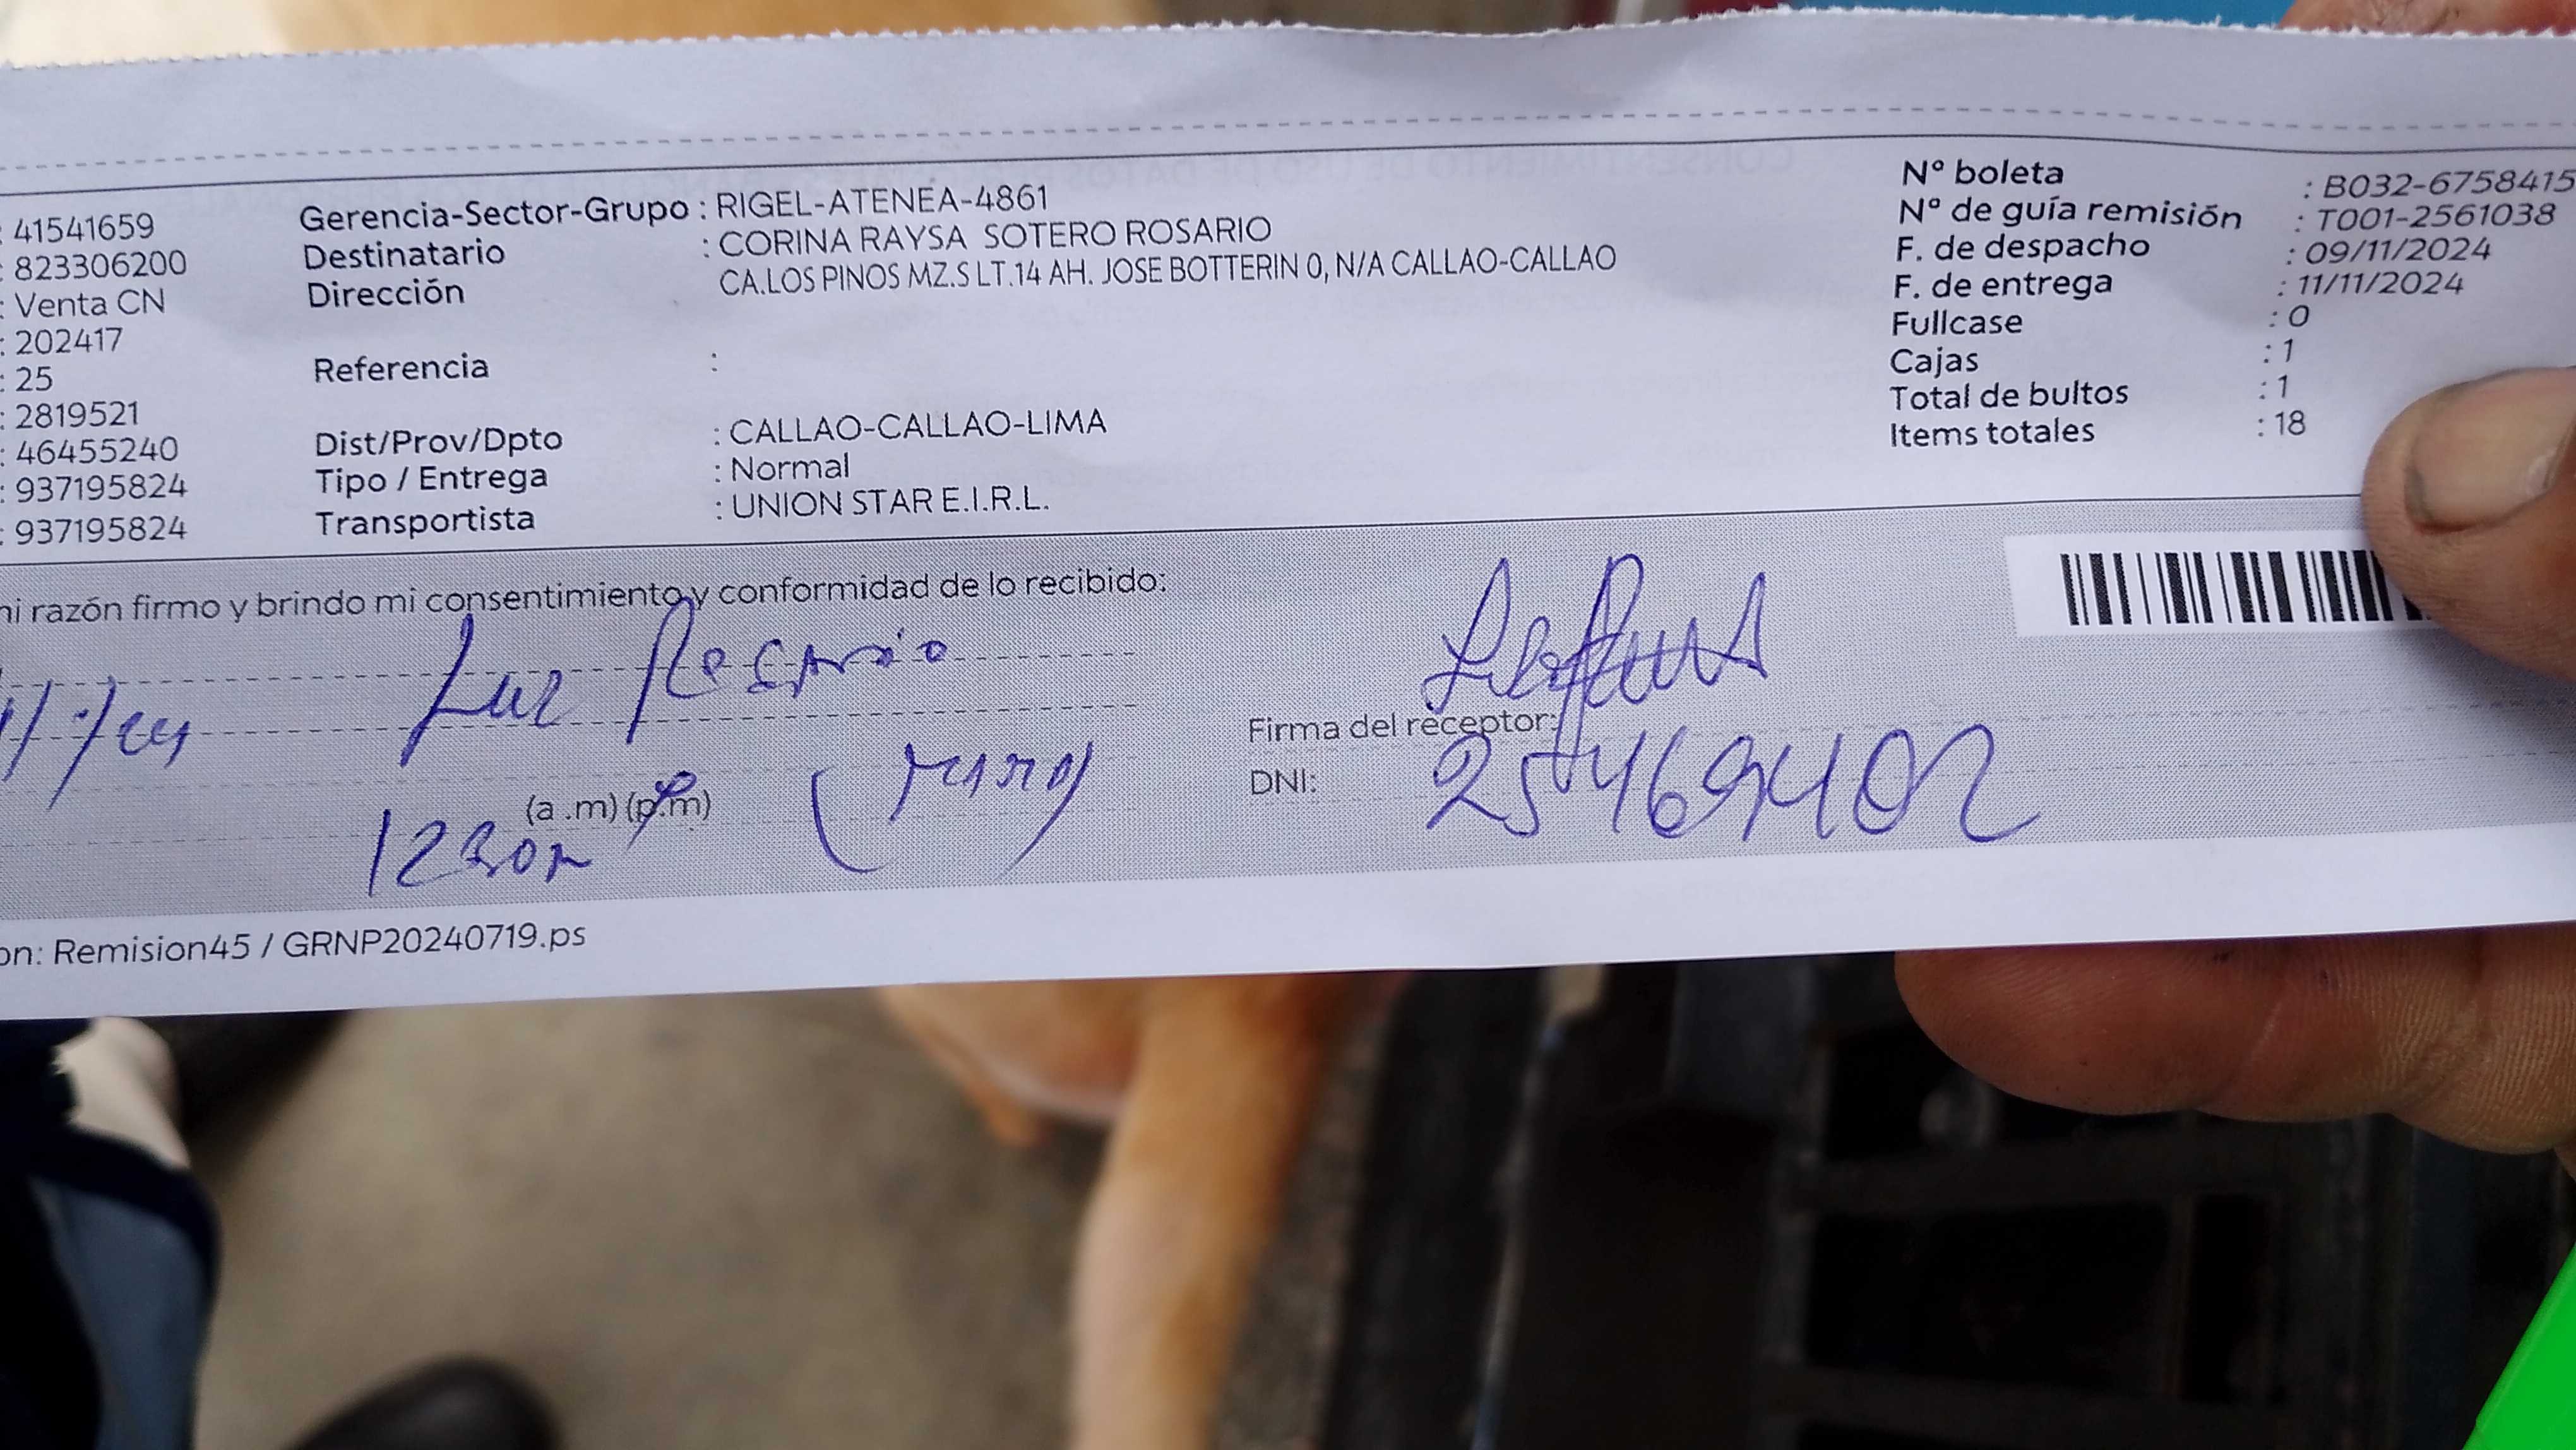 : 41541659
: 823306200
: Venta CN
: 202417
: 25
: 2819521
: 46455240
: 937195824
: 937195824
Gerencia-Sector-Grupo : RIGEL-ATENEA-4861
Destinatario : CORINA RAYSA SOTERO ROSARIO
Dirección CA.LOS PINOS MZ.S LT.14 AH. JOSE BOTTERIN 0, N/A CALLAO-CALLAO
Referencia :
Dist/Prov/Dpto : CALLAO-CALLAO-LIMA
Tipo / Entrega : Normal
Transportista : UNION STAR E.I.R.L.
Nº boleta : B032-6758415
Nº de guía remisión : T001-2561038
F. de despacho : 09/11/2024
F. de entrega : 11/11/2024
Fullcase : 0
Cajas : 1
Total de bultos : 1
Items totales : 18
mi razón firmo y brindo mi consentimiento y conformidad de lo recibido:
Luz Rosario
(a .m) (p.m)
Firma del receptor:
DNI: 25469402
on: Remision45 / GRNP20240719.ps